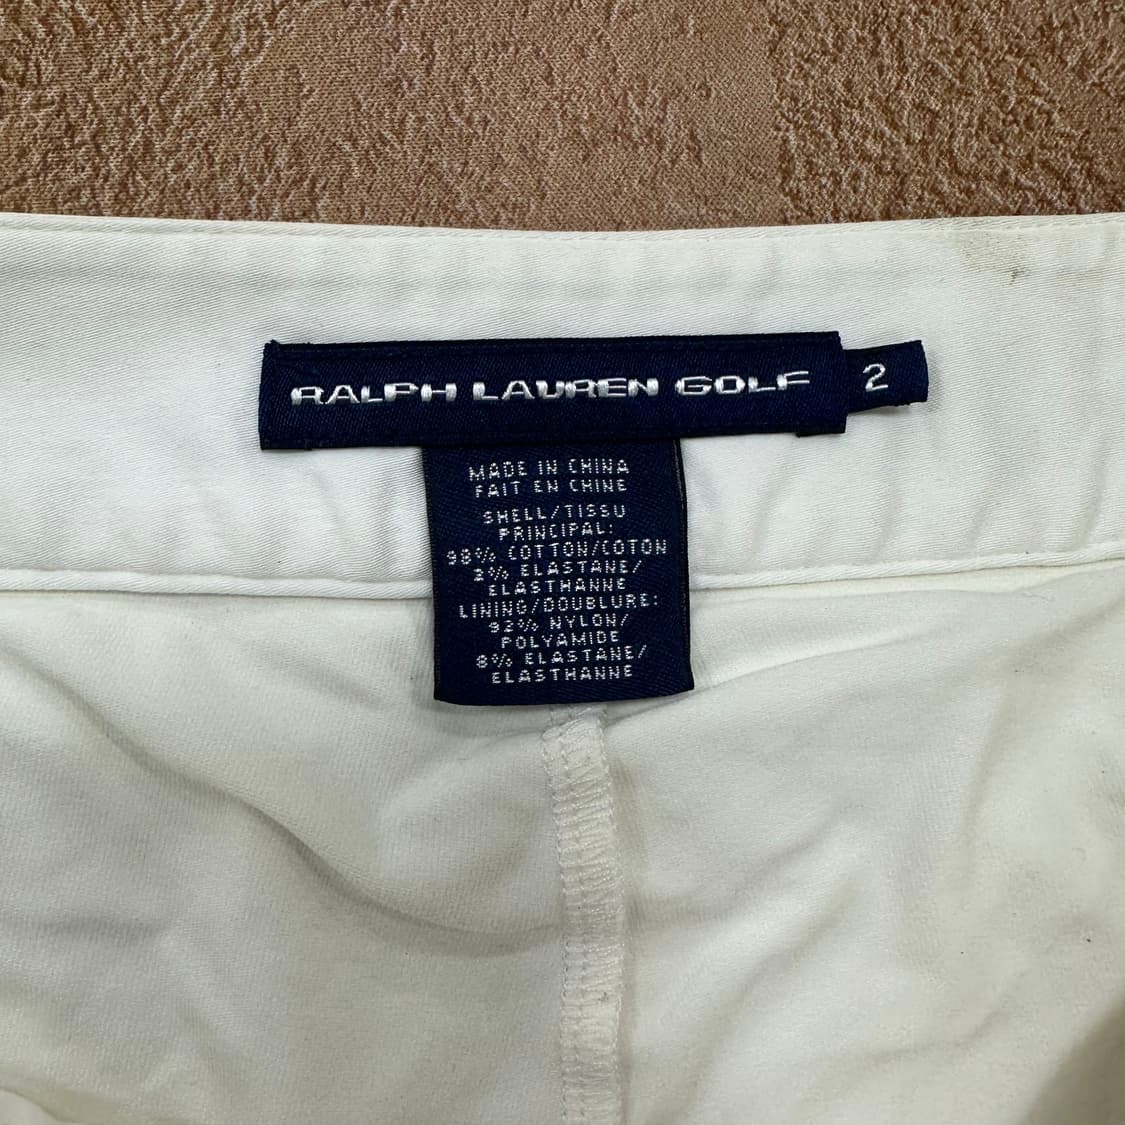 RALPH LAUREN GOLF 2
MADE IN CHINA
FAIT EN CHINE
SHELL/TISSU
PRINCIPAL:
98% COTTON/COTON
2% ELASTANE/
ELASTHANNE
LINING/DOUBLURE:
92% NYLON/
POLYAMIDE
8% ELASTANE/
ELASTHANNE